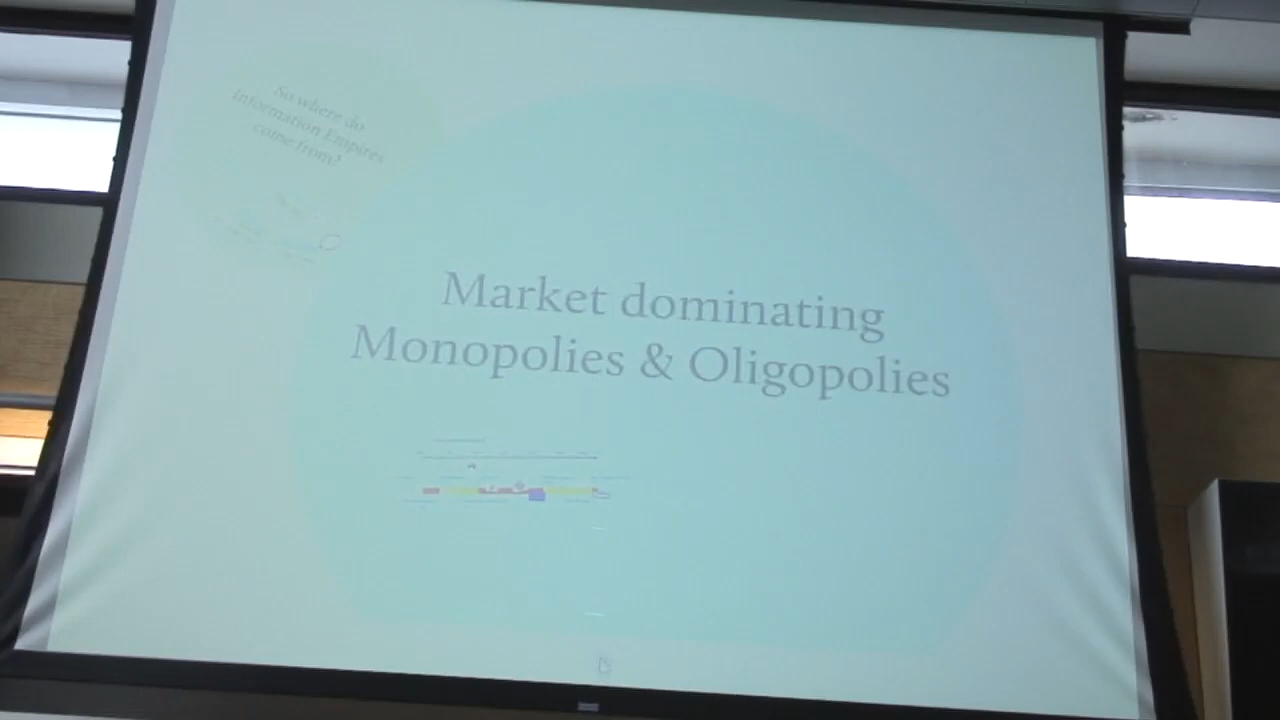 So where do
Information Empires
come from?
Market dominating
Monopolies & Oligopolies